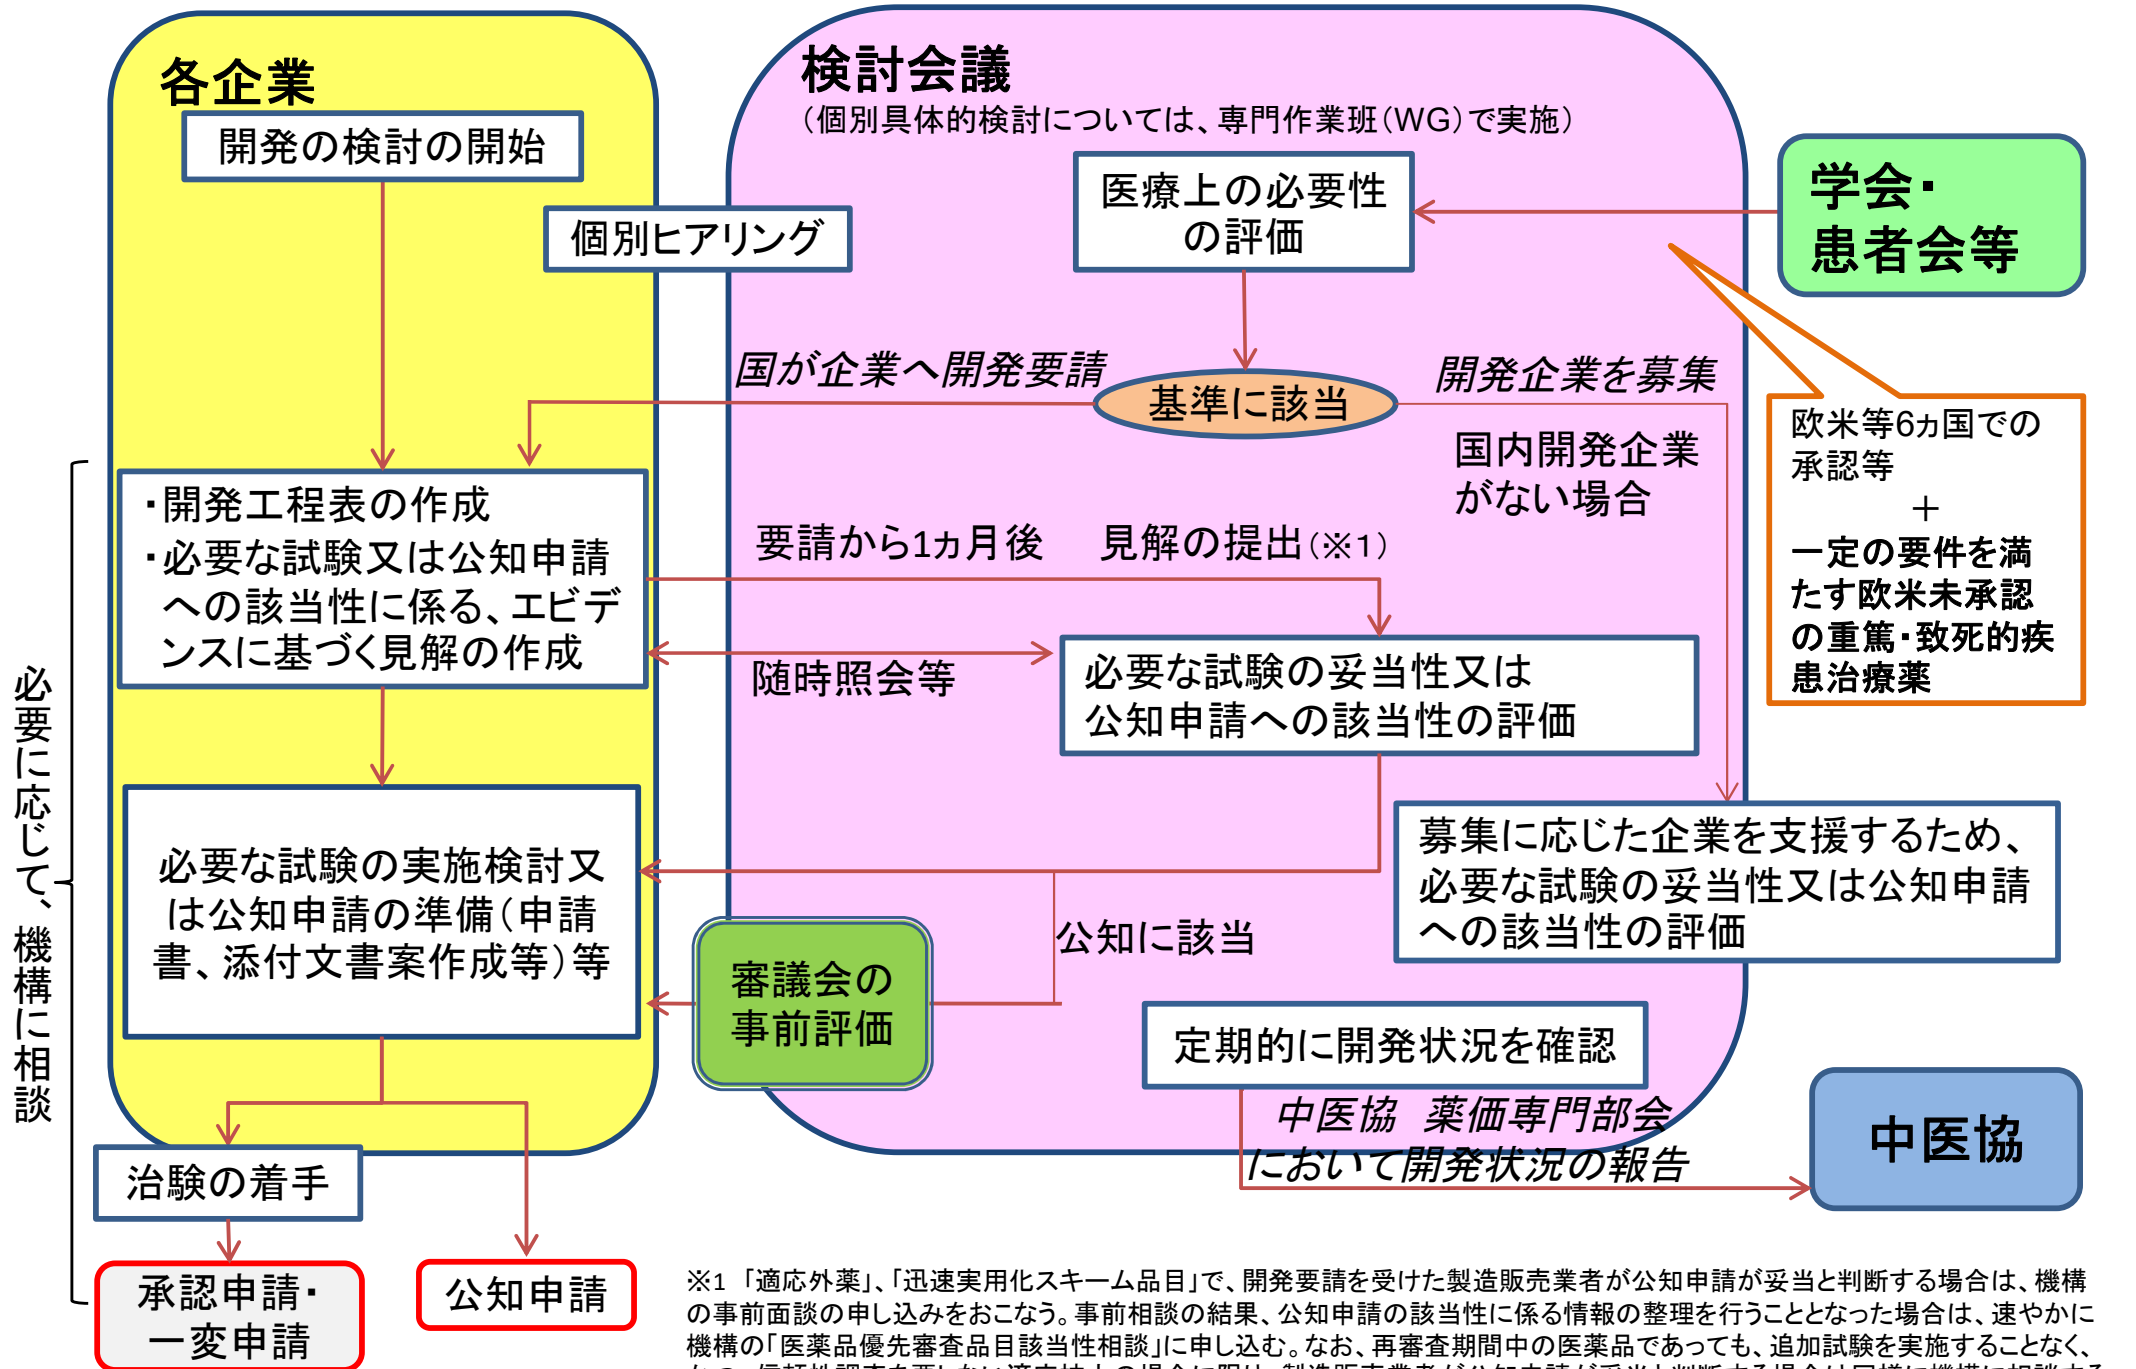 各企業
開発の検討の開始
個別ヒアリング
検討会議
（個別具体的検討については、専門作業班（WG）で実施）
医療上の必要性
の評価
学会・
患者会等
国が企業へ開発要請
基準に該当
開発企業を募集
国内開発企業
がない場合
欧米等6ヵ国での
承認等
＋
一定の要件を満
たす欧米未承認
の重篤・致死的疾
患治療薬
・開発工程表の作成
・必要な試験又は公知申請
への該当性に係る、エビデ
ンスに基づく見解の作成
要請から1ヵ月後　見解の提出（※1）
随時照会等
必要な試験の妥当性又は
公知申請への該当性の評価
必要に応じて、機構に相談
必要な試験の実施検討又
は公知申請の準備（申請
書、添付文書案作成等）等
募集に応じた企業を支援するため、
必要な試験の妥当性又は公知申請
への該当性の評価
公知に該当
審議会の
事前評価
定期的に開発状況を確認
中医協　薬価専門部会
において開発状況の報告
中医協
治験の着手
承認申請・
一変申請
公知申請
※1 「適応外薬」、「迅速実用化スキーム品目」で、開発要請を受けた製造販売業者が公知申請が妥当と判断する場合は、機構
の事前面談の申し込みをおこなう。事前相談の結果、公知申請の該当性に係る情報の整理を行うこととなった場合は、速やかに
機構の「医薬品優先審査品目該当性相談」に申し込む。なお、再審査期間中の医薬品であっても、追加試験を実施することなく、